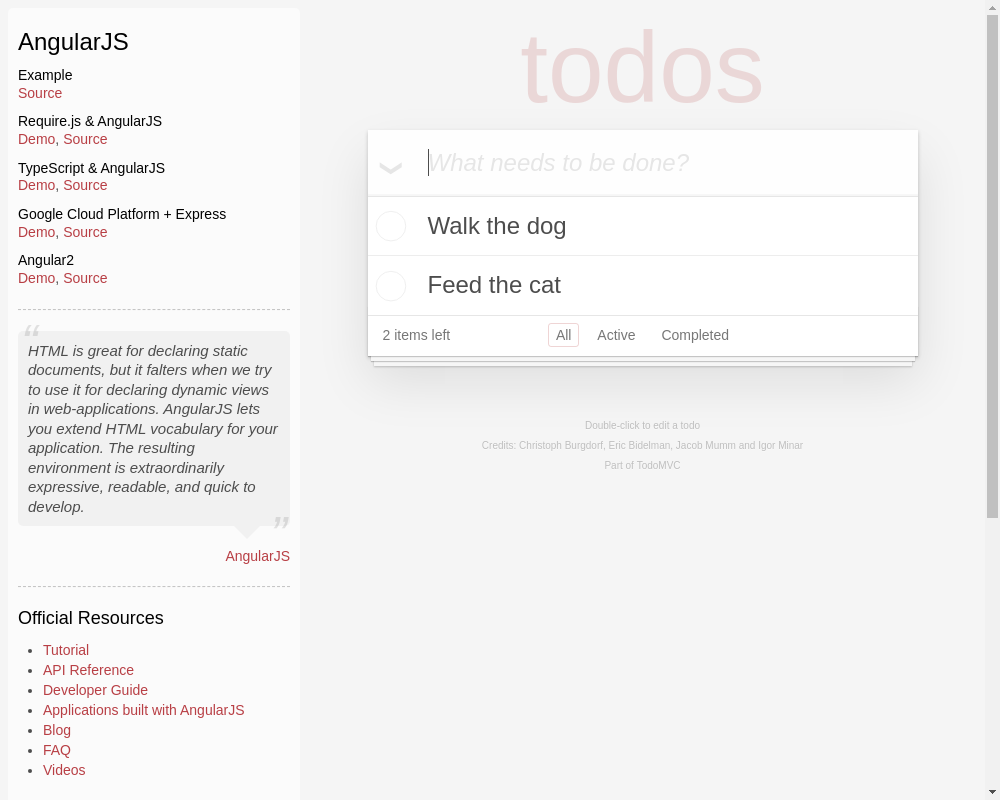 AngularJS
Example
Source
Require.js & AngularJS
Demo, Source
TypeScript & AngularJS
Demo, Source
Google Cloud Platform + Express
Demo, Source
Angular2
Demo, Source
“
HTML is great for declaring static
documents, but it falters when we try
to use it for declaring dynamic views
in web-applications. AngularJS lets
you extend HTML vocabulary for your
application. The resulting
environment is extraordinarily
expressive, readable, and quick to
develop.
”
AngularJS
Official Resources
Tutorial
API Reference
Developer Guide
Applications built with AngularJS
Blog
FAQ
Videos
todos
What needs to be done?
Walk the dog
Feed the cat
2 items left
All
Active
Completed
Double-click to edit a todo
Credits: Christoph Burgdorf, Eric Bidelman, Jacob Mumm and Igor Minar
Part of TodoMVC